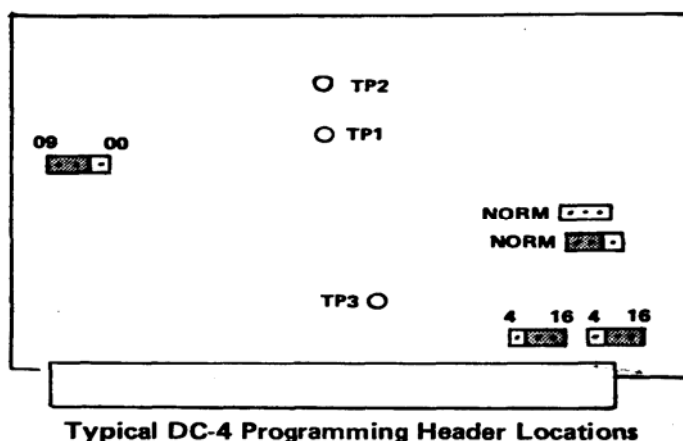 TP2
TP1
09 00
NORM
NORM
TP3
4 16 4 16
Typical DC-4 Programming Header Locations